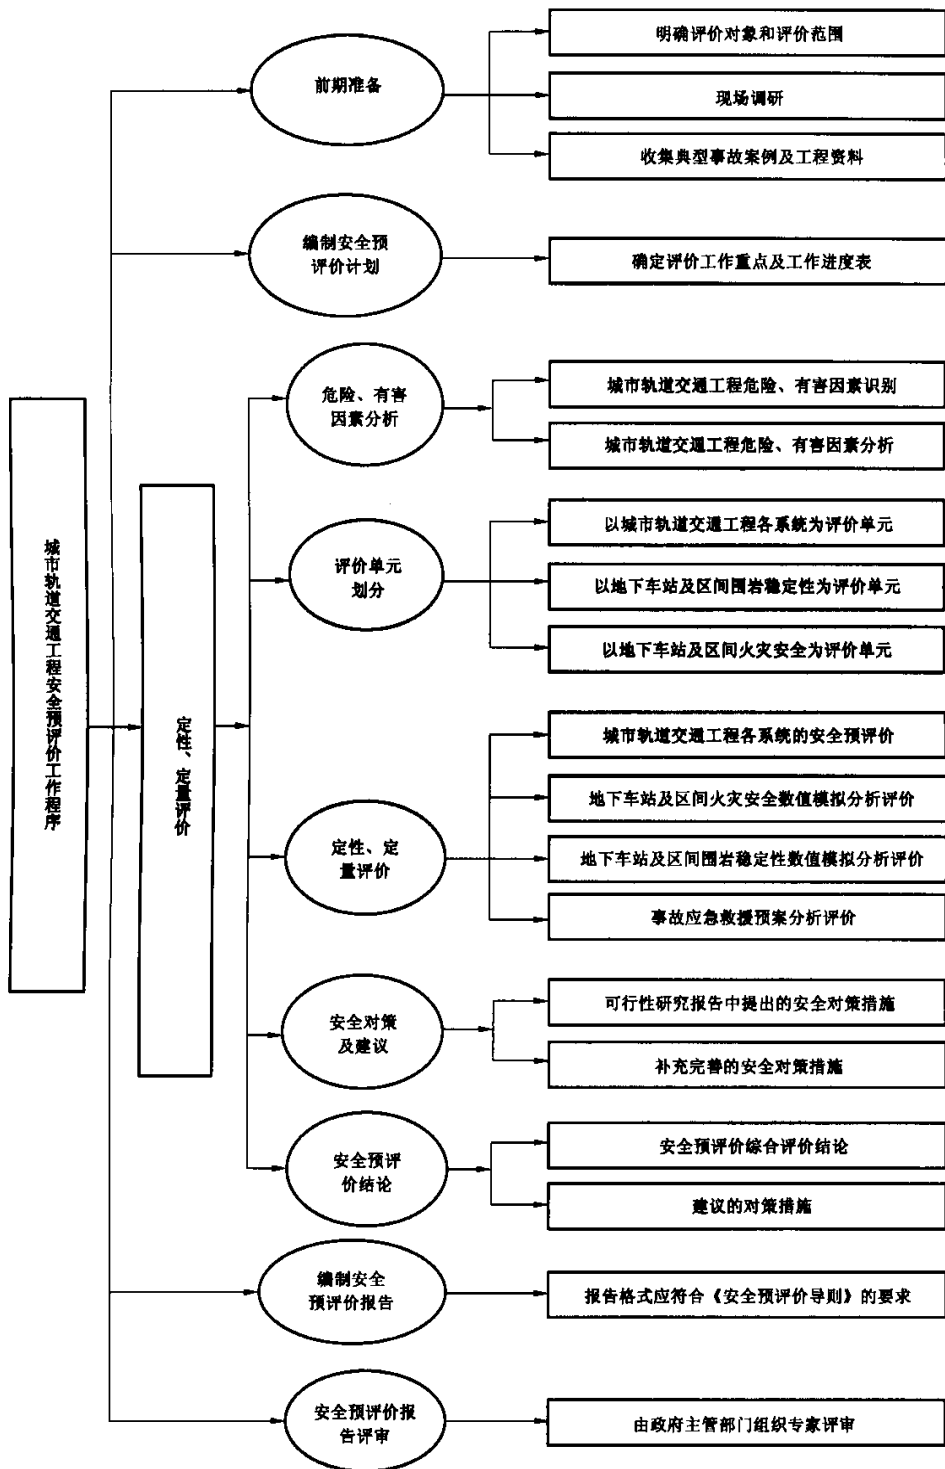 城市轨道交通工程安全预评价工作程序
前期准备
明确评价对象和评价范围
现场调研
收集典型事故案例及工程资料
编制安全预
评价计划
确定评价工作重点及工作进度表
定性、定量评价
危险、有害
因素分析
城市轨道交通工程危险、有害因素识别
城市轨道交通工程危险、有害因素分析
评价单元
划分
以城市轨道交通工程各系统为评价单元
以地下车站及区间围岩稳定性为评价单元
以地下车站及区间火灾安全为评价单元
定性、定
量评价
城市轨道交通工程各系统的安全预评价
地下车站及区间火灾安全数值模拟分析评价
地下车站及区间围岩稳定性数值模拟分析评价
事故应急救援预案分析评价
安全对策
及建议
可行性研究报告中提出的安全对策措施
补充完善的安全对策措施
安全预评
价结论
安全预评价综合评价结论
建议的对策措施
编制安全
预评价报告
报告格式应符合《安全预评价导则》的要求
安全预评价报
告评审
由政府主管部门组织专家评审